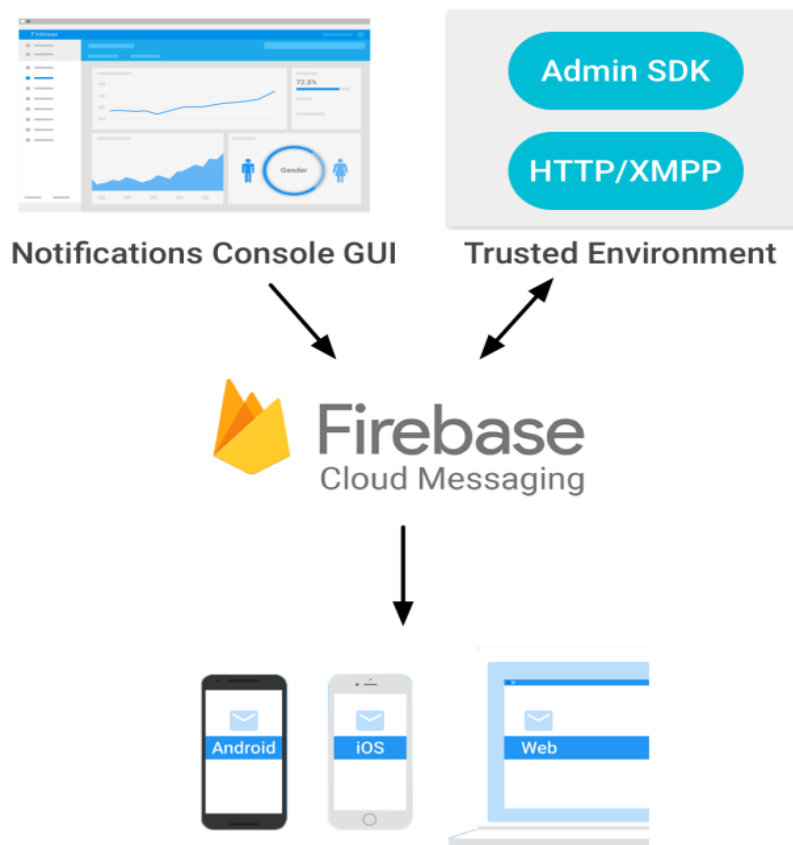 Firebase
72.5%
Gender
Admin SDK
HTTP/XMPP
Notifications Console GUI
Trusted Environment
Firebase
Cloud Messaging
Android
iOS
Web